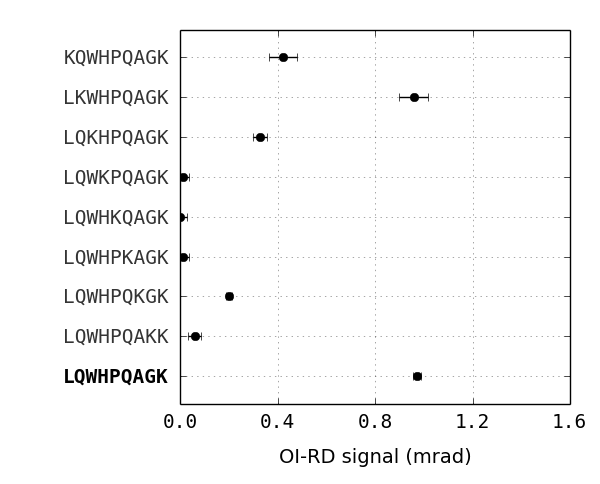 KQWHPQAGK
LKWHPQAGK
LQKHPQAGK
LQWKPQAGK
LQWHKQAGK
LQWHPKAGK
LQWHPQKGK
LQWHPQAKK
LQWHPQAGK
0.0 0.4 0.8 1.2 1.6
OI-RD signal (mrad)